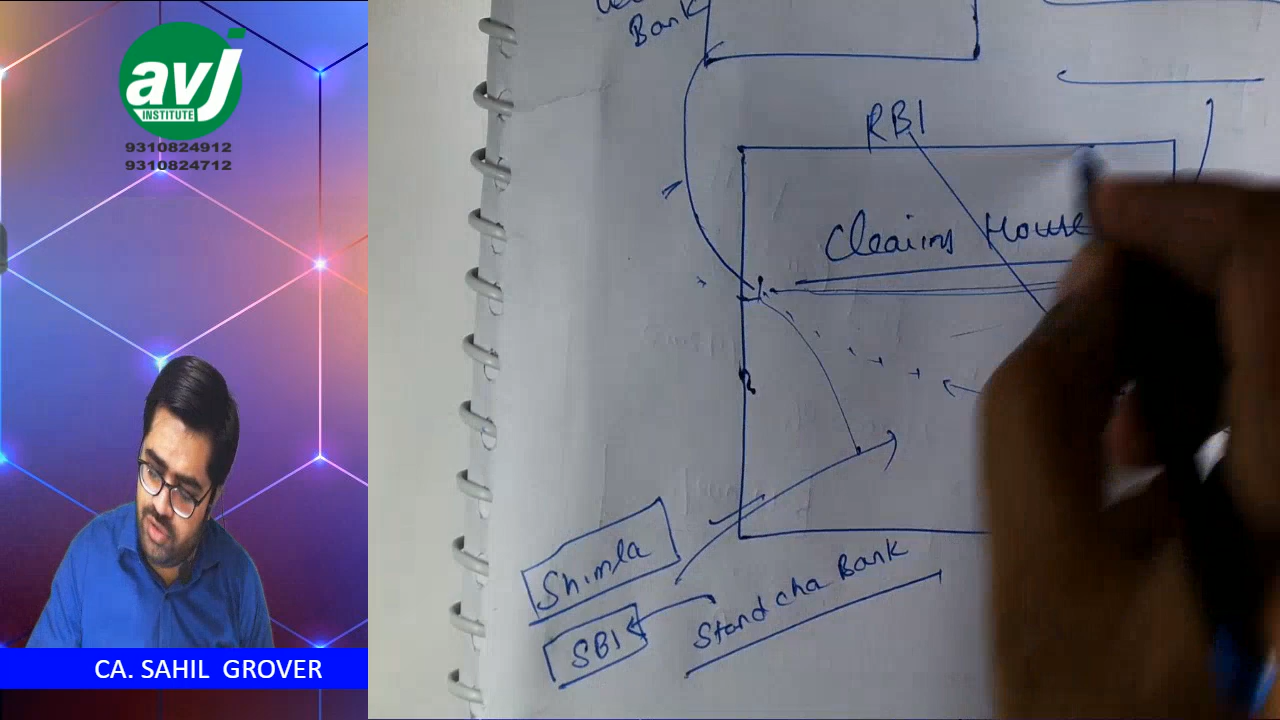 avj
INSTITUTE
9310824912
9310824712
Bank
RBI
Clearing House
Shimla
SBI
Stand cha Bank
CA. SAHIL GROVER